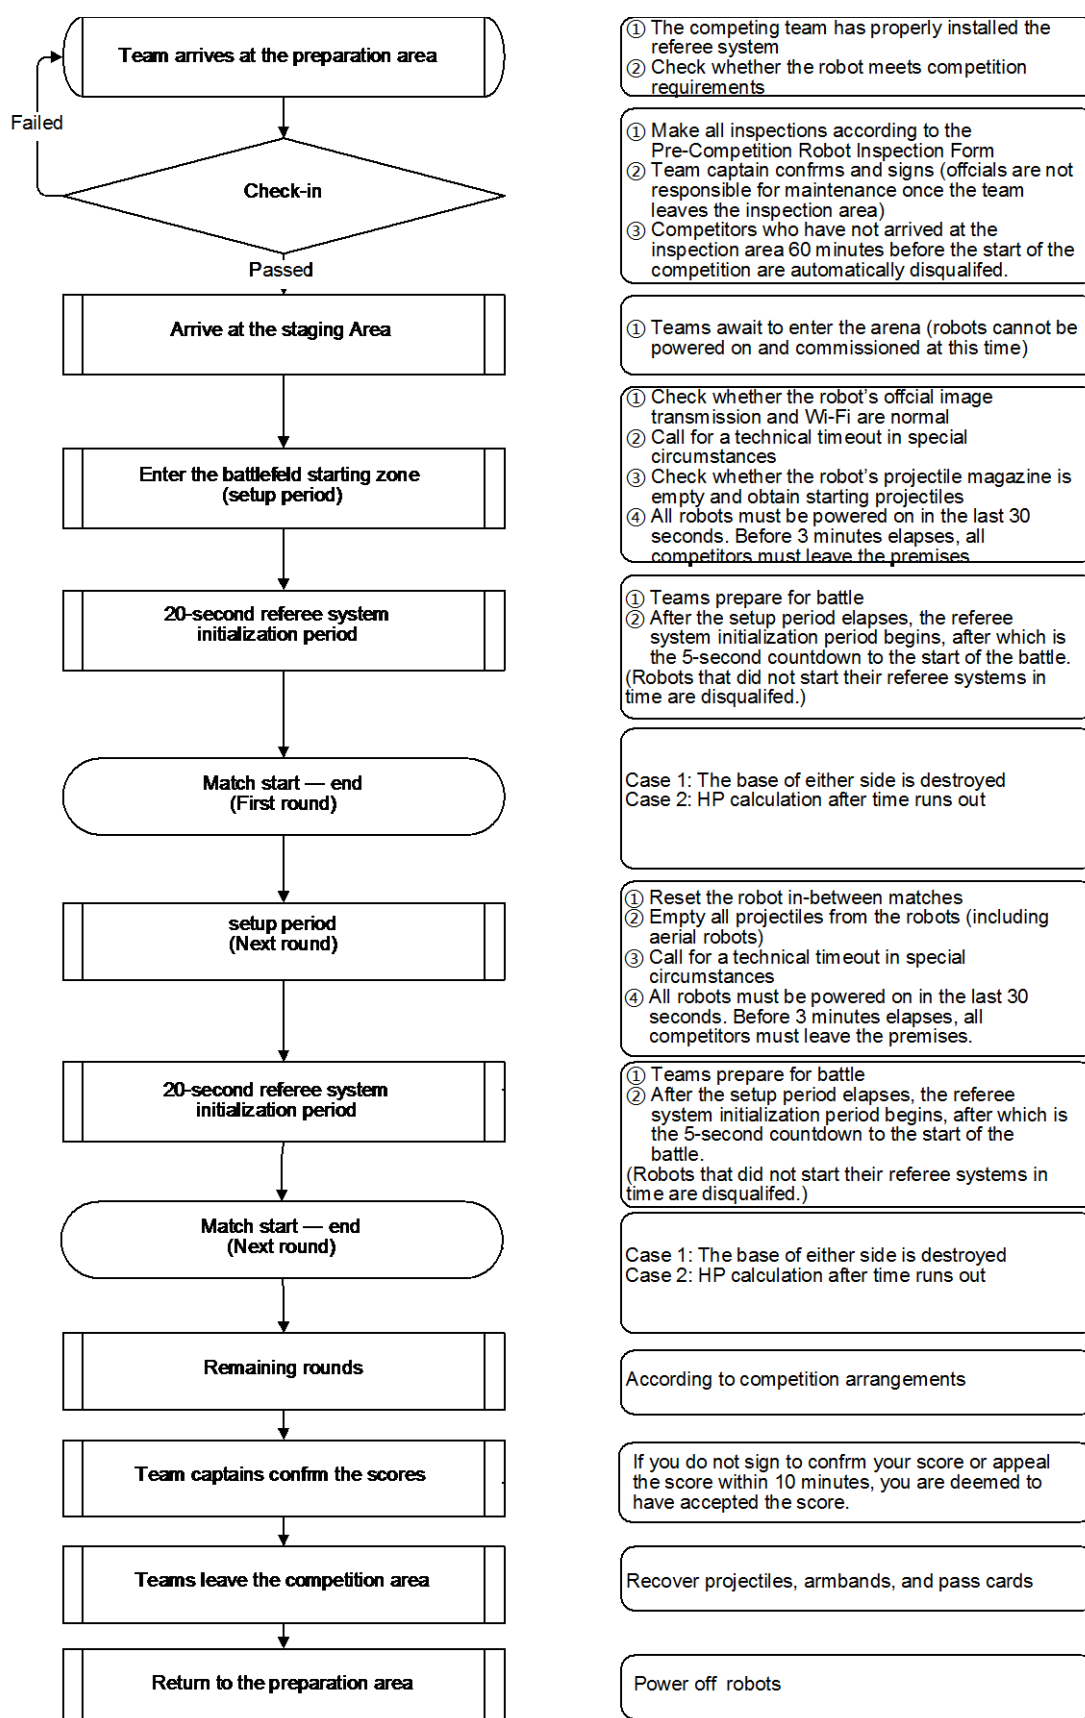 Team arrives at the preparation area
① The competing team has properly installed the
referee system
② Check whether the robot meets competition
requirements
Failed
Check-in
① Make all inspections according to the
Pre-Competition Robot Inspection Form
② Team captain confrms and signs (offcials are not
responsible for maintenance once the team
leaves the inspection area)
③ Competitors who have not arrived at the
inspection area 60 minutes before the start of the
competition are automatically disqualifed.
Passed
Arrive at the staging Area
① Teams await to enter the arena (robots cannot be
powered on and commissioned at this time)
Enter the battlefeld starting zone
(setup period)
① Check whether the robot's offcial image
transmission and Wi-Fi are normal
② Call for a technical timeout in special
circumstances
③ Check whether the robot's projectile magazine is
empty and obtain starting projectiles
④ All robots must be powered on in the last 30
seconds. Before 3 minutes elapses, all
competitors must leave the premises
20-second referee system
initialization period
① Teams prepare for battle
② After the setup period elapses, the referee
system initialization period begins, after which is
the 5-second countdown to the start of the battle.
(Robots that did not start their referee systems in
time are disqualifed.)
Match start — end
(First round)
Case 1: The base of either side is destroyed
Case 2: HP calculation after time runs out
setup period
(Next round)
① Reset the robot in-between matches
② Empty all projectiles from the robots (including
aerial robots)
③ Call for a technical timeout in special
circumstances
④ All robots must be powered on in the last 30
seconds. Before 3 minutes elapses, all
competitors must leave the premises.
20-second referee system
initialization period
① Teams prepare for battle
② After the setup period elapses, the referee
system initialization period begins, after which is
the 5-second countdown to the start of the
battle.
(Robots that did not start their referee systems in
time are disqualifed.)
Match start — end
(Next round)
Case 1: The base of either side is destroyed
Case 2: HP calculation after time runs out
Remaining rounds
According to competition arrangements
Team captains confrm the scores
If you do not sign to confrm your score or appeal
the score within 10 minutes, you are deemed to
have accepted the score.
Teams leave the competition area
Recover projectiles, armbands, and pass cards
Return to the preparation area
Power off robots